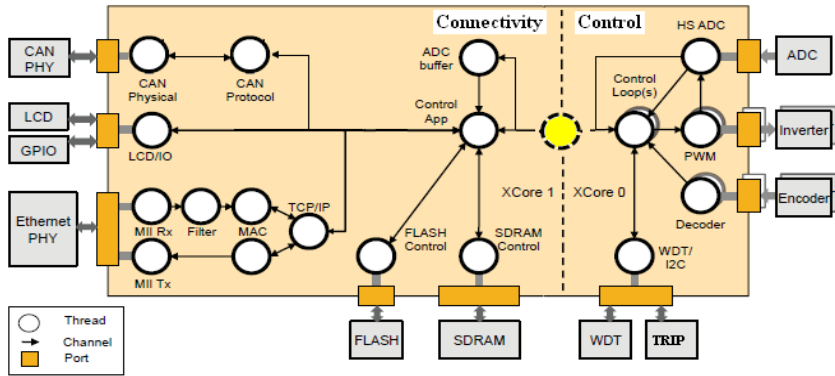 Connectivity
Control
HS ADC
CAN
PHY
ADC
buffer
ADC
CAN
Physical
CAN
Protocol
Control
Loop(s)
Control
App
LCD
GPIO
LCD/IO
PWM
Inverter
XCore 1
XCore 0
Ethernet
PHY
MII Rx
Filter
MAC
TCP/IP
Decoder
Encoder
FLASH
Control
SDRAM
Control
WDT/
I2C
MII Tx
Thread
Channel
Port
FLASH
SDRAM
WDT
TRIP